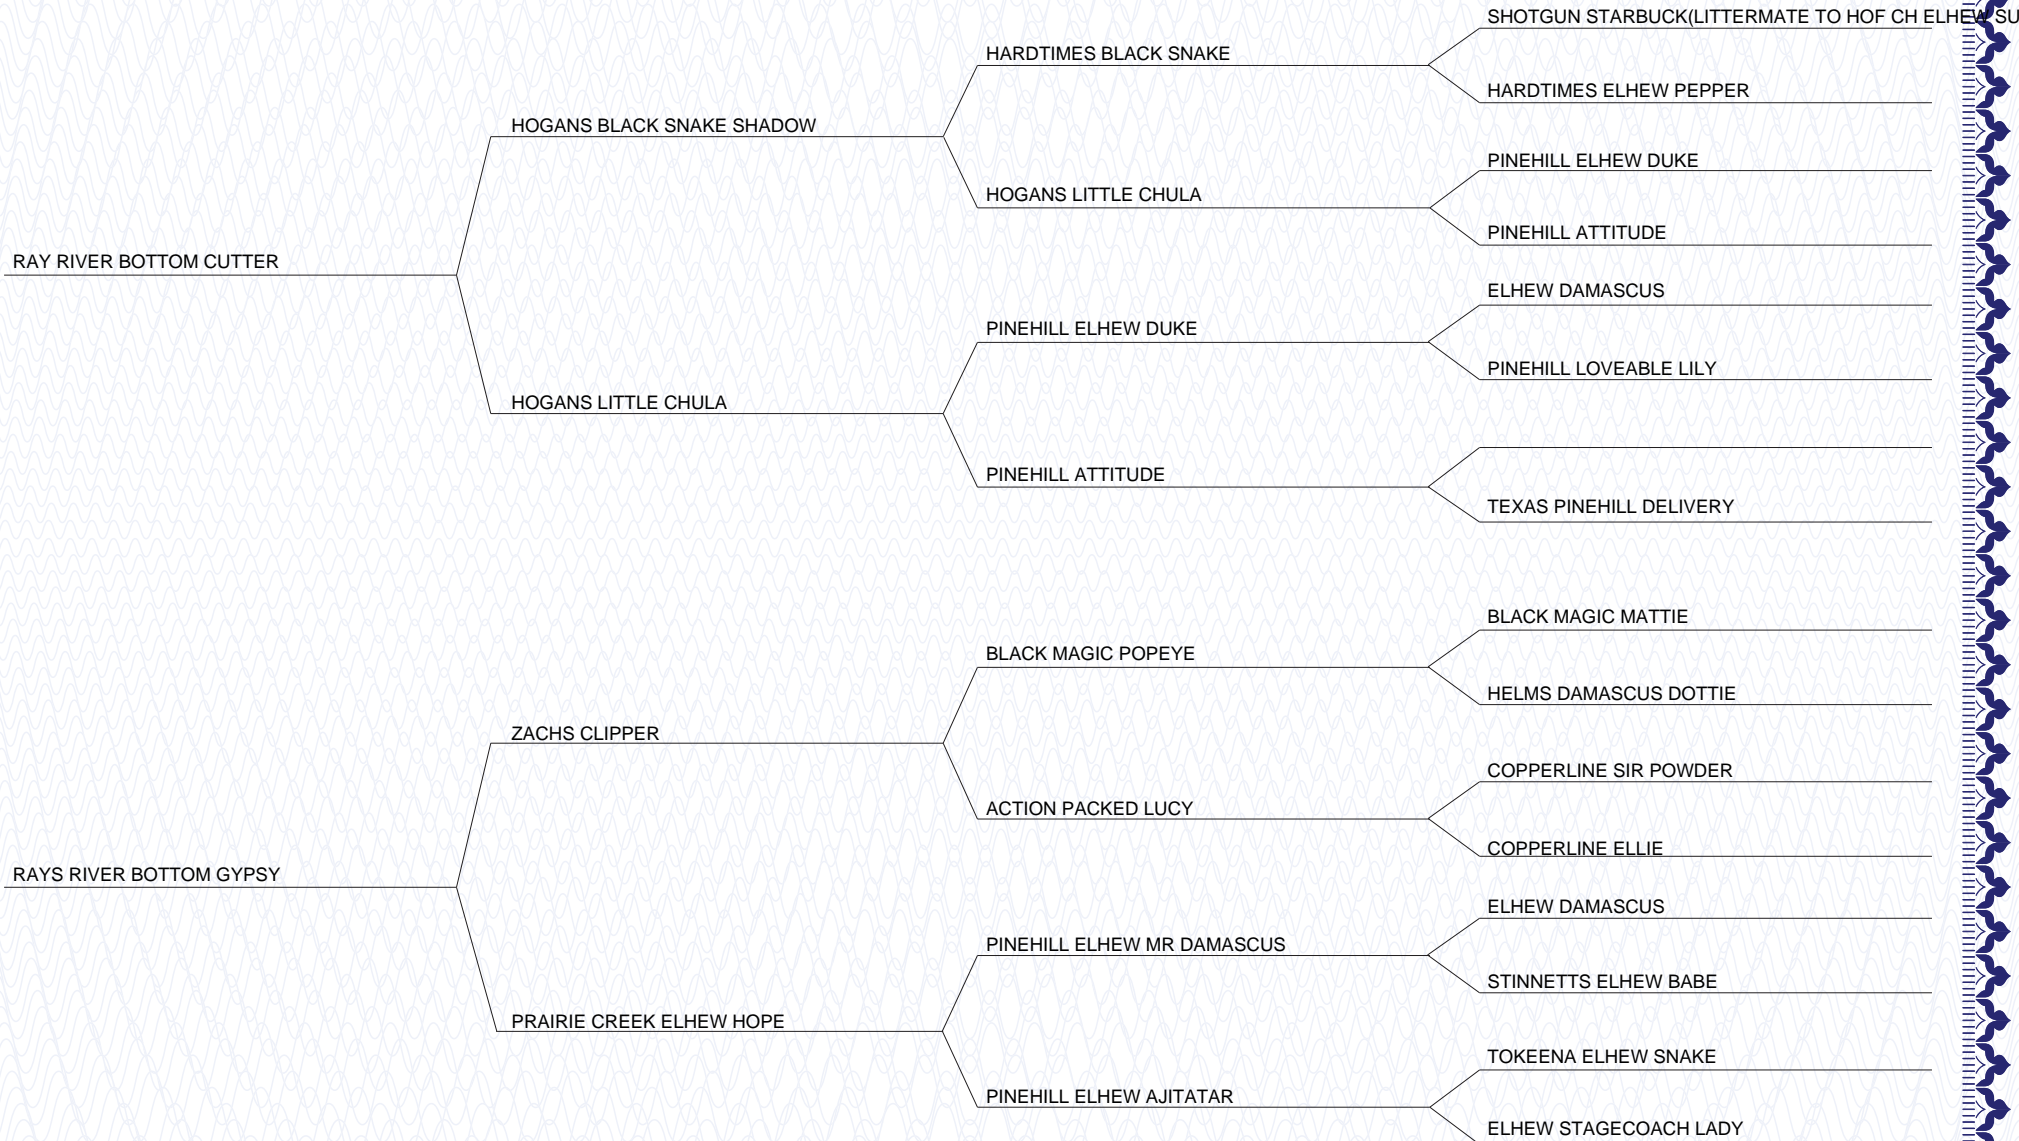 SHOTGUN STARBUCK(LITTERMATE TO HOF CH ELHEW SU
HARDTIMES BLACK SNAKE
HARDTIMES ELHEW PEPPER
HOGANS BLACK SNAKE SHADOW
PINEHILL ELHEW DUKE
HOGANS LITTLE CHULA
PINEHILL ATTITUDE
RAY RIVER BOTTOM CUTTER
ELHEW DAMASCUS
PINEHILL ELHEW DUKE
PINEHILL LOVEABLE LILY
HOGANS LITTLE CHULA
PINEHILL ATTITUDE
TEXAS PINEHILL DELIVERY
BLACK MAGIC MATTIE
BLACK MAGIC POPEYE
HELMS DAMASCUS DOTTIE
ZACHS CLIPPER
COPPERLINE SIR POWDER
ACTION PACKED LUCY
COPPERLINE ELLIE
RAYS RIVER BOTTOM GYPSY
ELHEW DAMASCUS
PINEHILL ELHEW MR DAMASCUS
STINNETTS ELHEW BABE
PRAIRIE CREEK ELHEW HOPE
TOKEENA ELHEW SNAKE
PINEHILL ELHEW AJITATAR
ELHEW STAGECOACH LADY